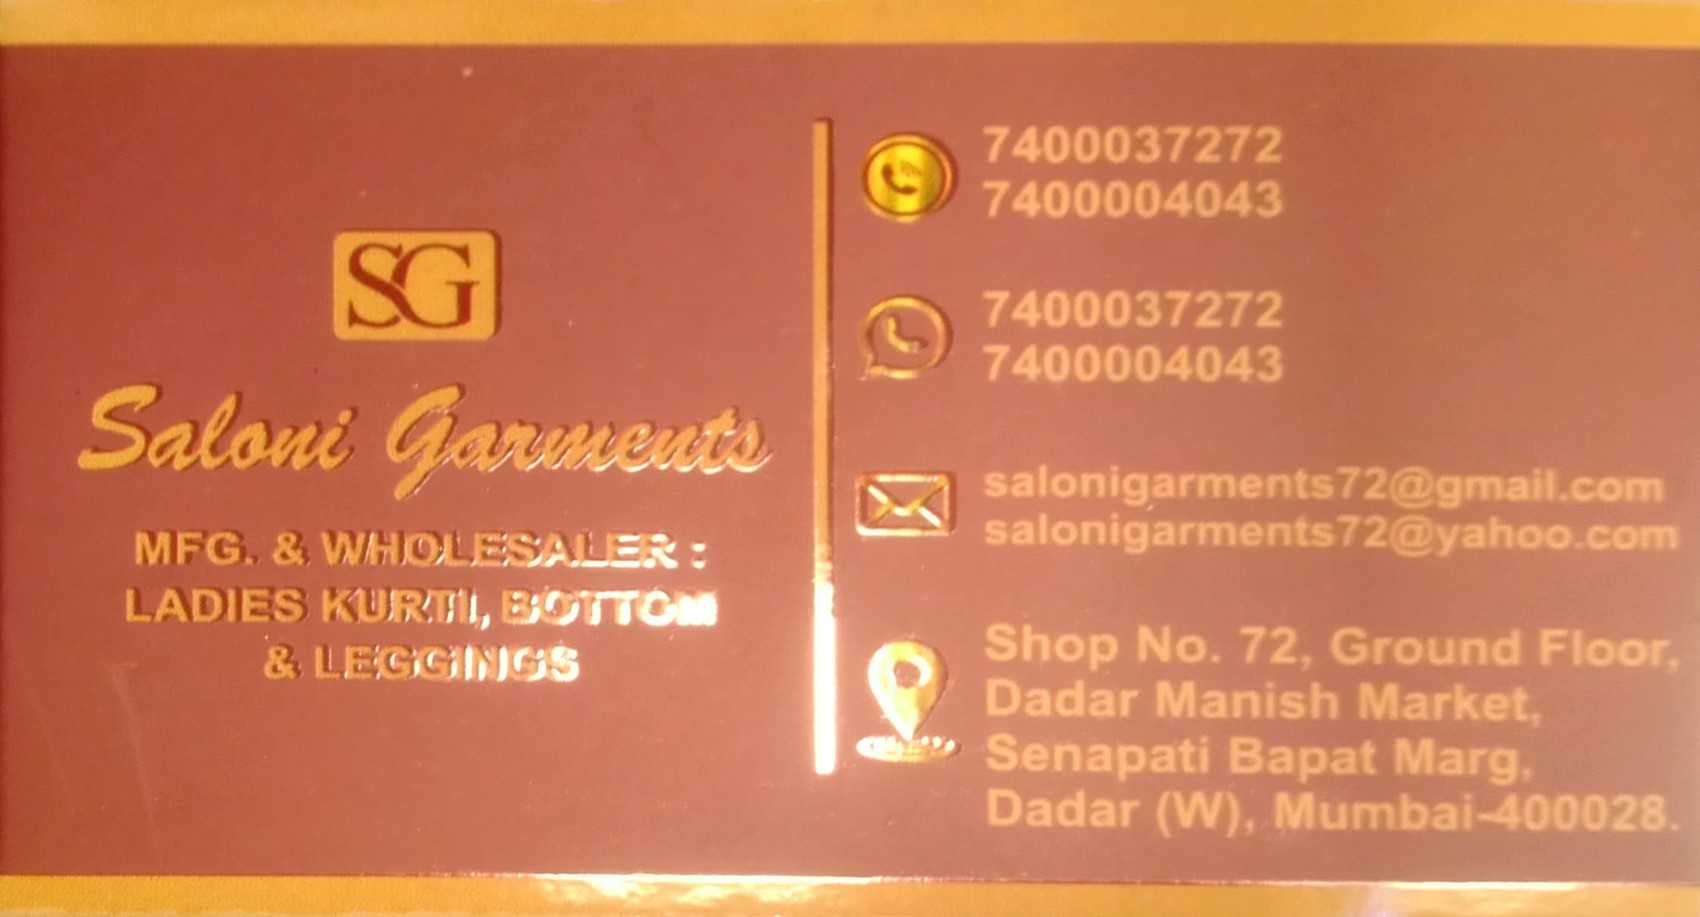 SG
Saloni Garments
MFG. & WHOLESALER :
LADIES KURTI, BOTTOM
& LEGGINGS
7400037272
7400004043
7400037272
7400004043
salonigarments72@gmail.com
salonigarments72@yahoo.com
Shop No. 72, Ground Floor,
Dadar Manish Market,
Senapati Bapat Marg,
Dadar (W), Mumbai-400028.